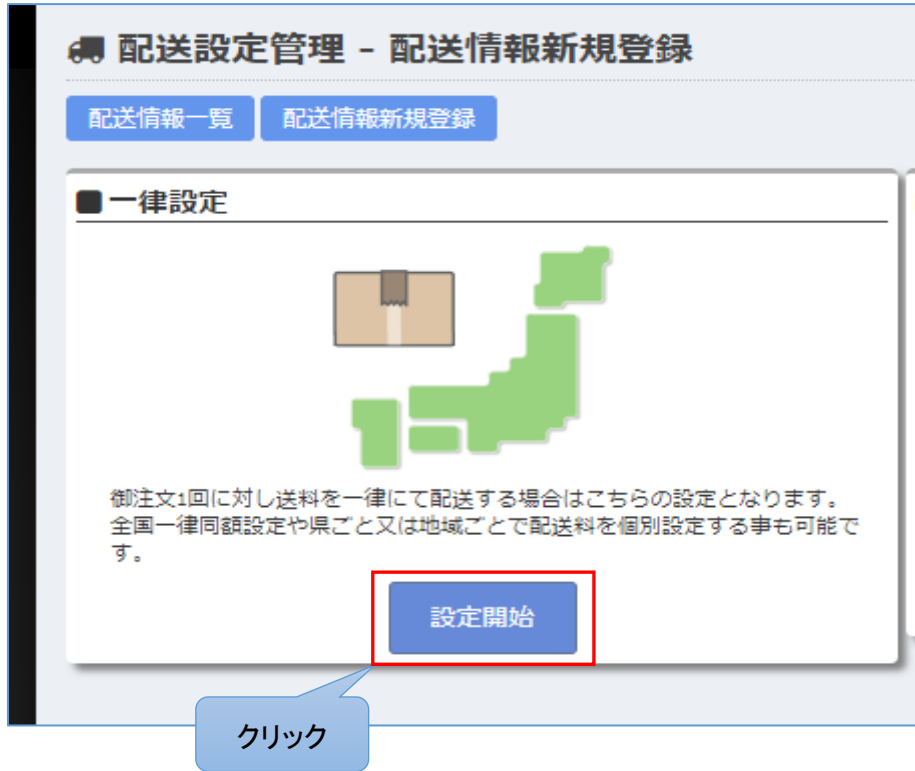 配送設定管理 - 配送情報新規登録
配送情報一覧 配送情報新規登録
■一律設定
御注文1回に対し送料を一律にて配送する場合はこちらの設定となります。
全国一律同額設定や県ごと又は地域ごとで配送料を個別設定する事も可能で
す。
設定開始
クリック